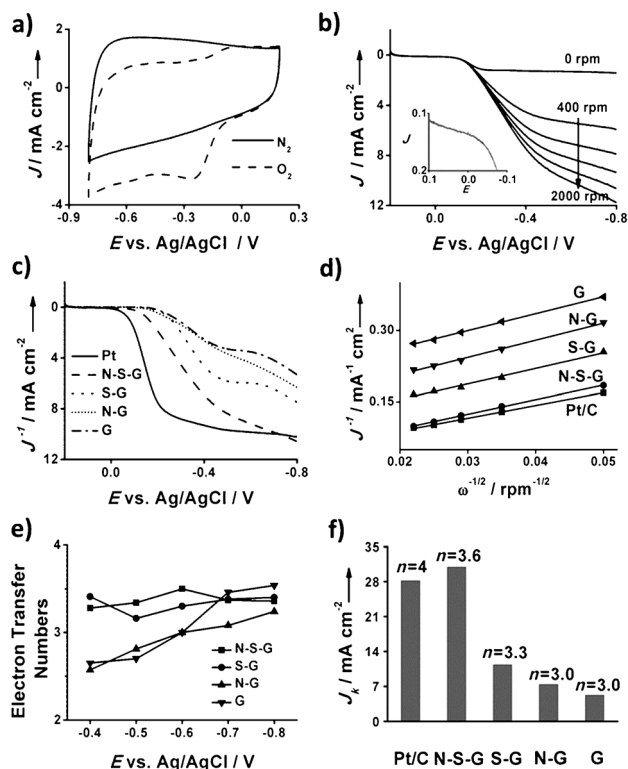 a)
J / mA cm⁻²
2
0
-2
-4
N₂
O₂
-0.9 -0.6 -0.3 0.0 0.3
E vs. Ag/AgCl / V
b)
J / mA cm⁻²
0
4
8
12
0 rpm
400 rpm
2000 rpm
0.1
J
0.2
0.1 0.0 -0.1
E
0.0 -0.4 -0.8
E vs. Ag/AgCl / V
c)
J⁻¹ / mA cm⁻²
0
4
8
12
Pt
N-S-G
S-G
N-G
G
0.0 -0.4 -0.8
E vs. Ag/AgCl / V
d)
J⁻¹ / mA⁻¹ cm²
0.30
0.15
G
N-G
S-G
N-S-G
Pt/C
0.02 0.03 0.04 0.05
ω⁻¹/² / rpm⁻¹/²
e)
Electron Transfer
Numbers
4
3
2
N-S-G
S-G
N-G
G
-0.4 -0.5 -0.6 -0.7 -0.8
E vs. Ag/AgCl / V
f)
Jₖ / mA cm⁻²
35
28
21
14
7
0
n=4
n=3.6
n=3.3
n=3.0
n=3.0
Pt/C N-S-G S-G N-G G